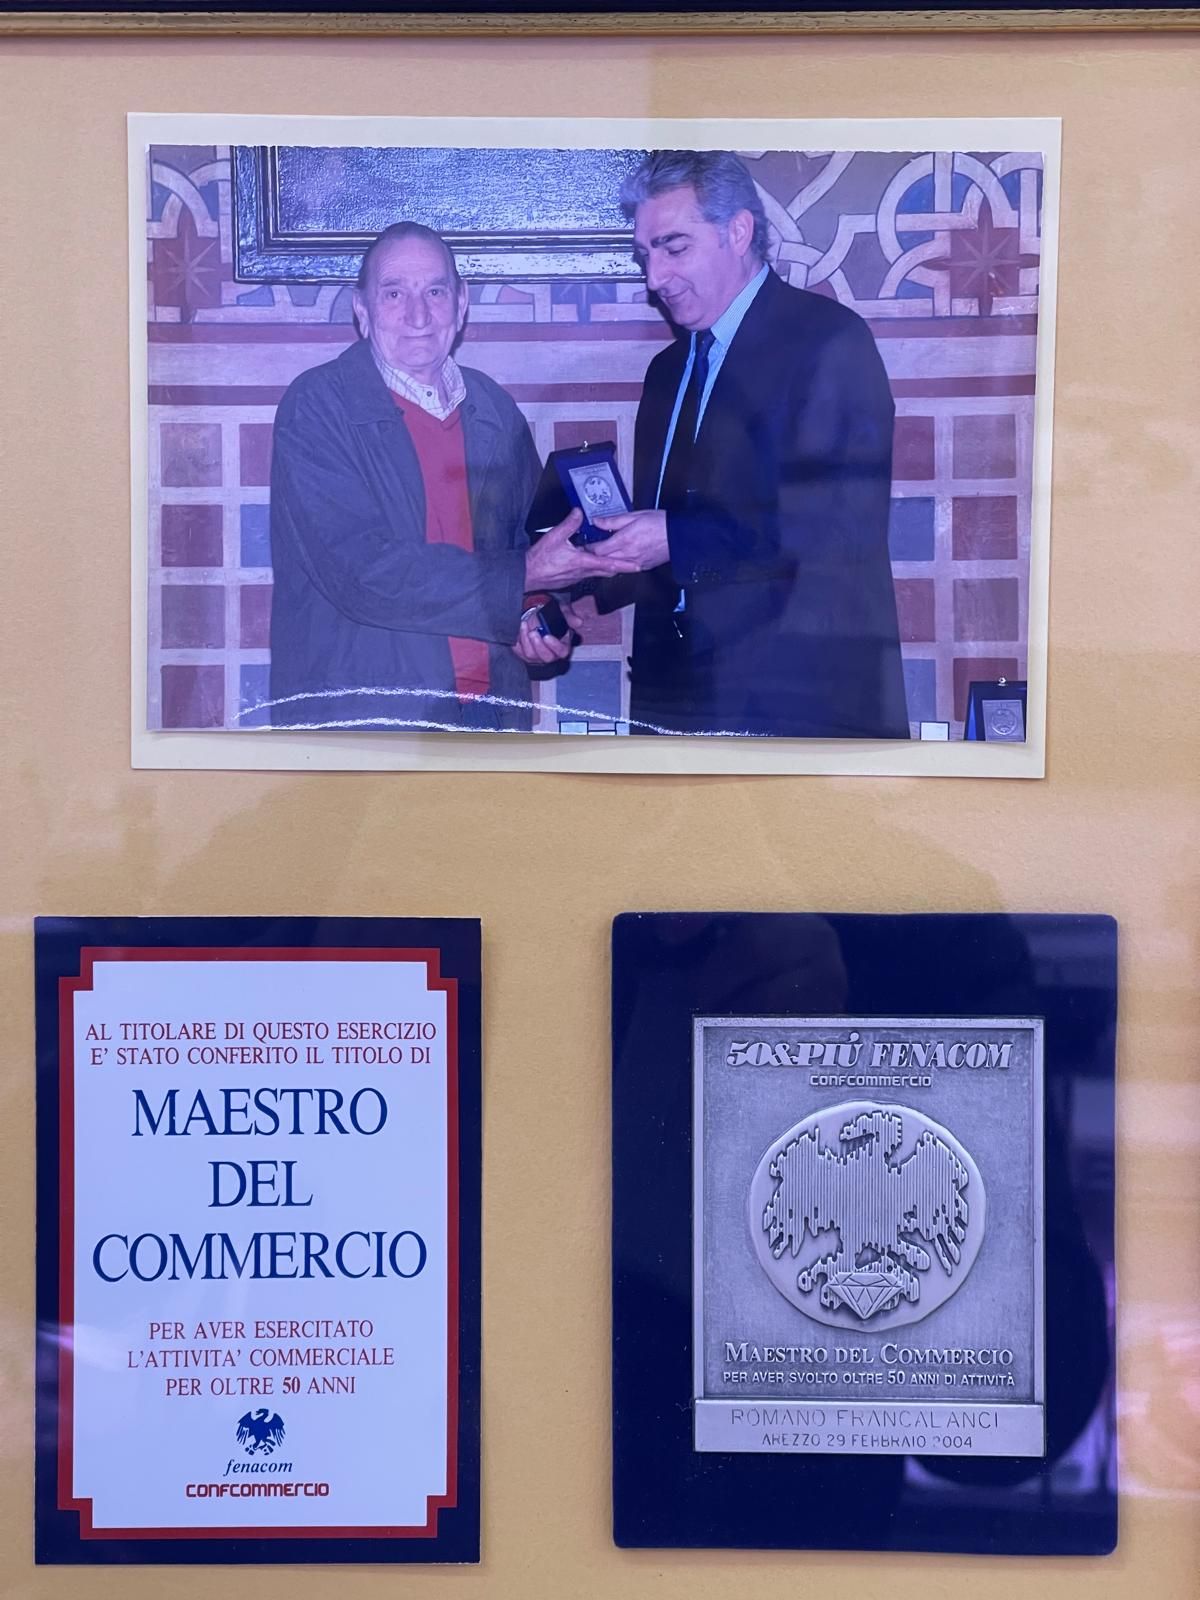 AL TITOLARE DI QUESTO ESERCIZIO
E' STATO CONFERITO IL TITOLO DI
MAESTRO
DEL
COMMERCIO
PER AVER ESERCITATO
L'ATTIVITA' COMMERCIALE
PER OLTRE 50 ANNI
fenacom
CONFCOMMERCIO
50&PIÙ FENACOM
CONFCOMMERCIO
MAESTRO DEL COMMERCIO
PER AVER SVOLTO OLTRE 50 ANNI DI ATTIVITÀ
ROMANO FRANCALANCI
AREZZO 29 FEBBRAIO 2004